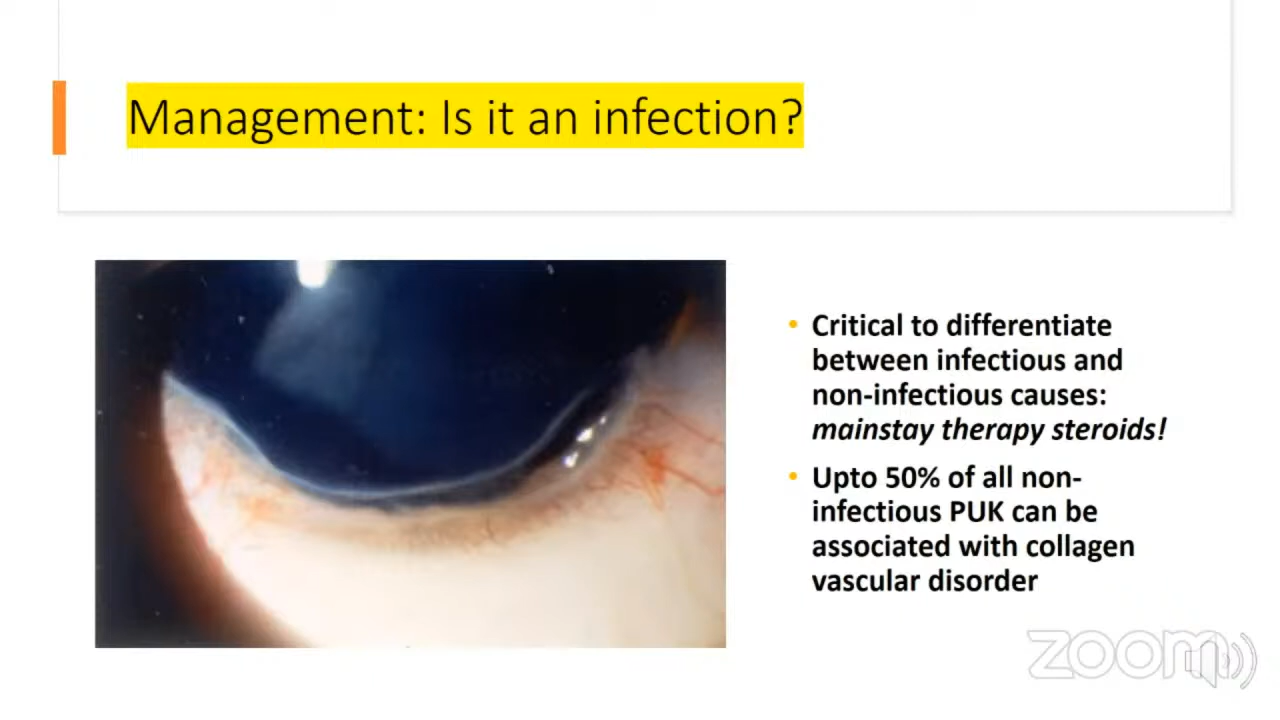 Management: Is it an infection?
• Critical to differentiate
between infectious and
non-infectious causes:
mainstay therapy steroids!
• Upto 50% of all non-
infectious PUK can be
associated with collagen
vascular disorder
zoom